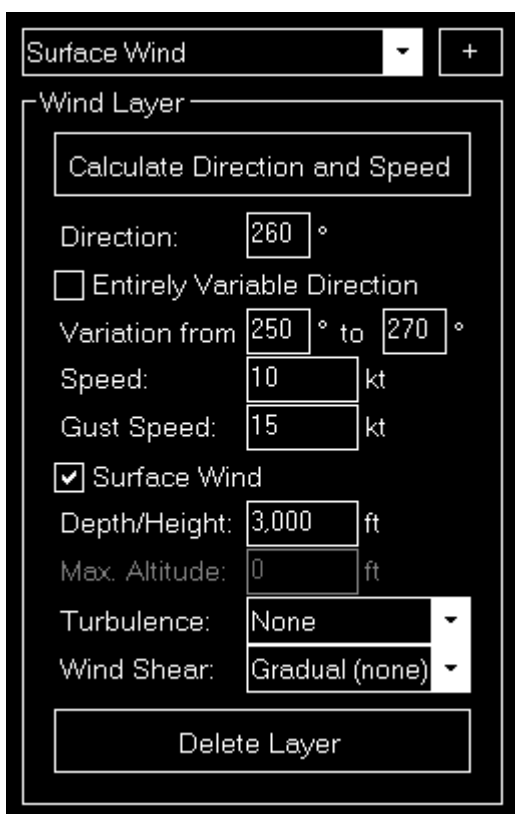 Surface Wind +
Wind Layer
Calculate Direction and Speed
Direction: 260 °
Entirely Variable Direction
Variation from 250 ° to 270 °
Speed: 10 kt
Gust Speed: 15 kt
Surface Wind
Depth/Height: 3,000 ft
Max. Altitude: 0 ft
Turbulence: None
Wind Shear: Gradual (none)
Delete Layer